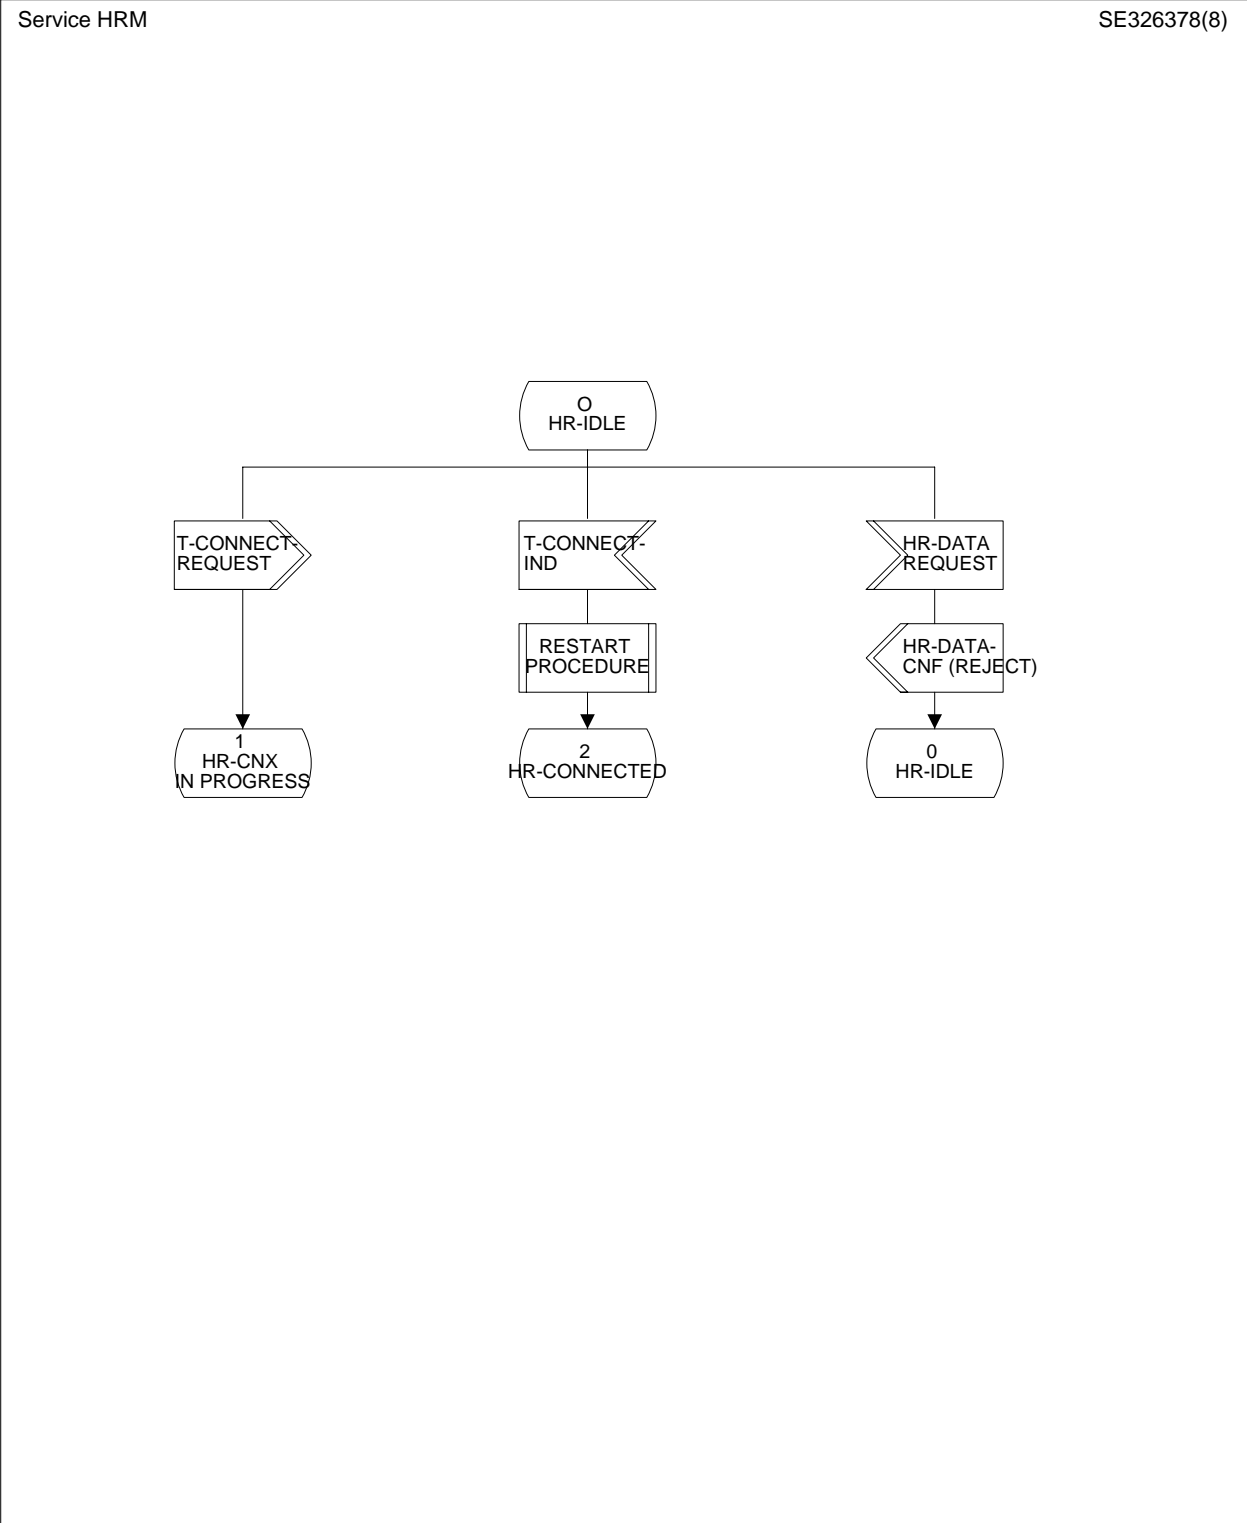 Service HRM
SE326378(8)
O
HR-IDLE
T-CONNECT-
REQUEST
T-CONNECT-
IND
HR-DATA
REQUEST
RESTART
PROCEDURE
HR-DATA-
CNF (REJECT)
1
HR-CNX
IN PROGRESS
2
HR-CONNECTED
0
HR-IDLE